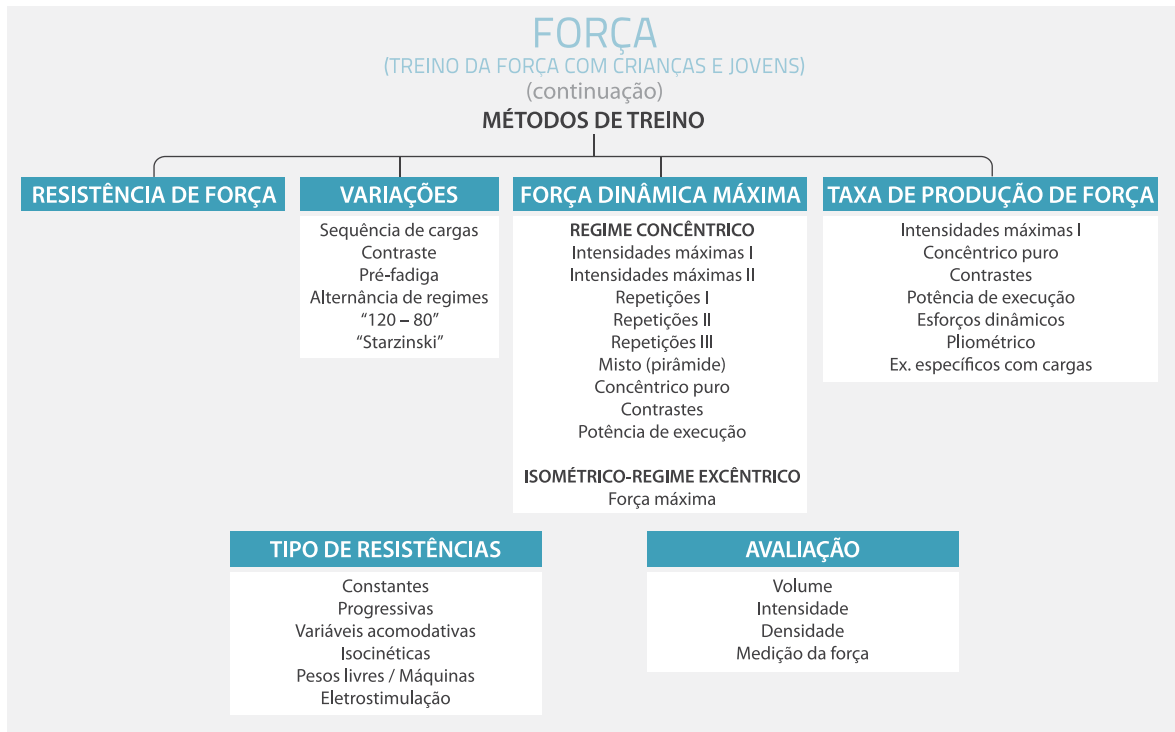 FORÇA
(TREINO DA FORÇA COM CRIANÇAS E JOVENS)
(continuação)
MÉTODOS DE TREINO
RESISTÊNCIA DE FORÇA
VARIAÇÕES
Sequência de cargas
Contraste
Pré-fadiga
Alternância de regimes
“120 – 80”
“Starzinski”
FORÇA DINÂMICA MÁXIMA
REGIME CONCÊNTRICO
Intensidades máximas I
Intensidades máximas II
Repetições I
Repetições II
Repetições III
Misto (pirâmide)
Concêntrico puro
Contrastes
Potência de execução
ISOMÉTRICO-REGIME EXCÊNTRICO
Força máxima
TAXA DE PRODUÇÃO DE FORÇA
Intensidades máximas I
Concêntrico puro
Contrastes
Potência de execução
Esforços dinâmicos
Pliométrico
Ex. específicos com cargas
TIPO DE RESISTÊNCIAS
Constantes
Progressivas
Variáveis acomodativas
Isocinéticas
Pesos livres / Máquinas
Eletrostimulação
AVALIAÇÃO
Volume
Intensidade
Densidade
Medição da força